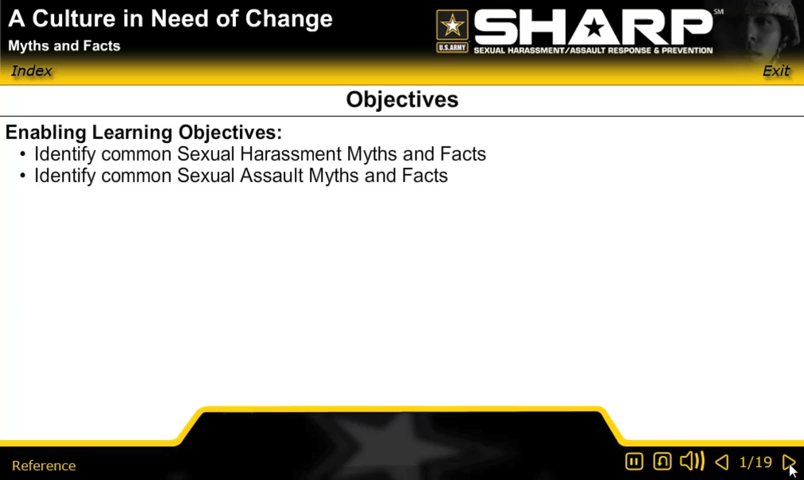 A Culture in Need of Change
Myths and Facts
U.S.ARMY
SHARP SM
SEXUAL HARASSMENT/ASSAULT RESPONSE & PREVENTION
Index
Exit
Objectives
Enabling Learning Objectives:
• Identify common Sexual Harassment Myths and Facts
• Identify common Sexual Assault Myths and Facts
Reference
1/19